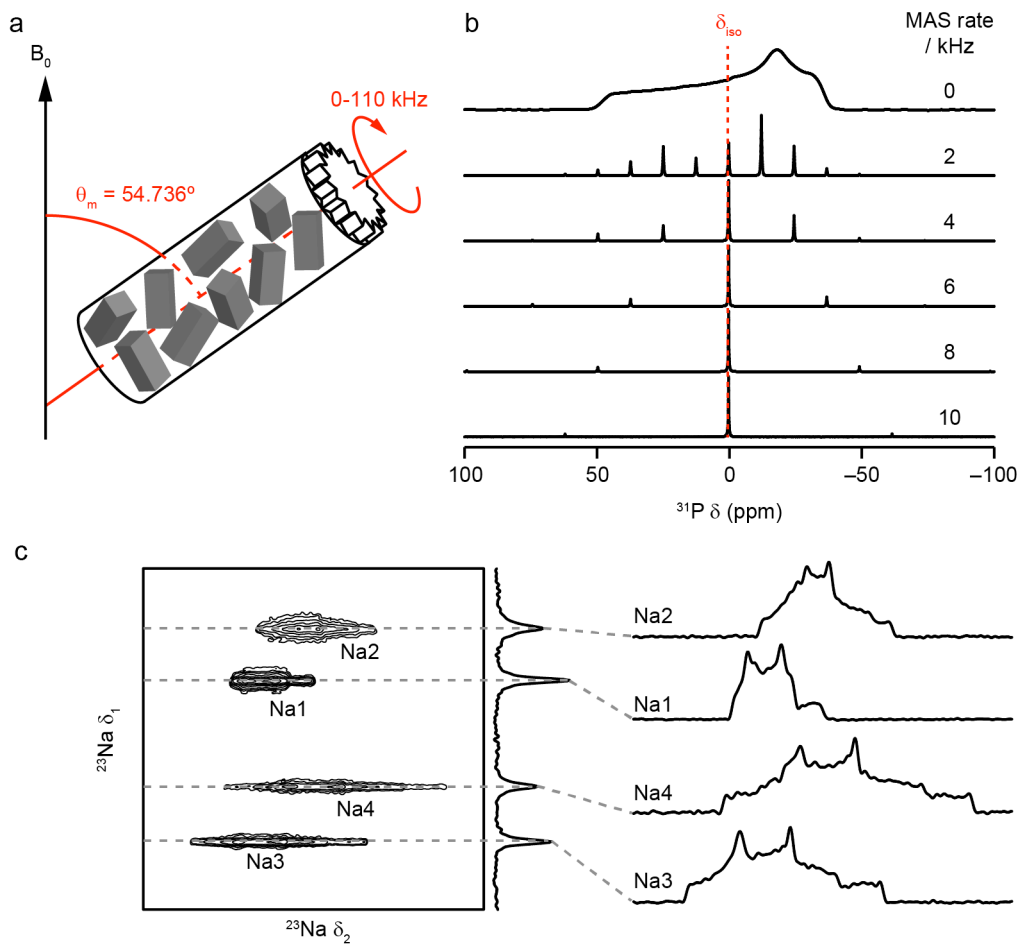 a
B₀
0-110 kHz
θₘ = 54.736º
b
δiso
MAS rate
/ kHz
0
2
4
6
8
10
100
50
0
–50
–100
³¹P δ (ppm)
c
Na2
Na1
Na4
Na3
²³Na δ₁
²³Na δ₂
Na2
Na1
Na4
Na3